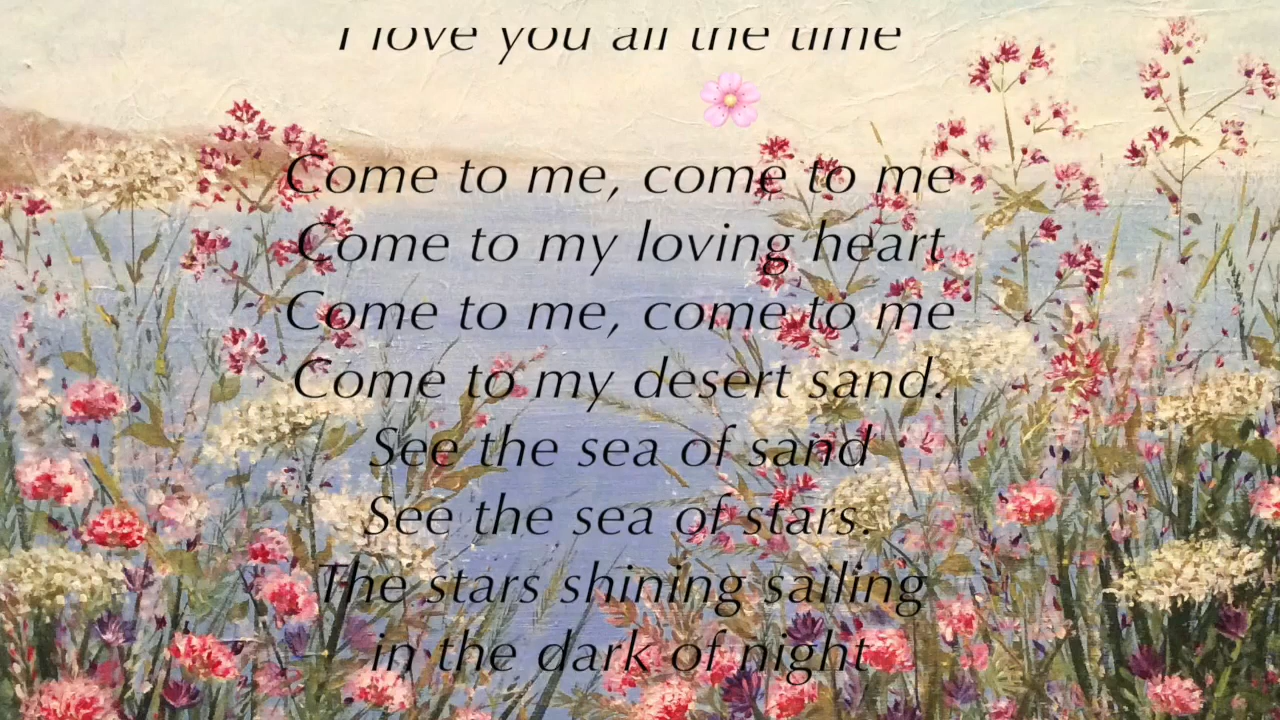 I love you all the time
Come to me, come to me
Come to my loving heart
Come to me, come to me
Come to my desert sand.
See the sea of sand
See the sea of stars.
The stars shining sailing
in the dark of night